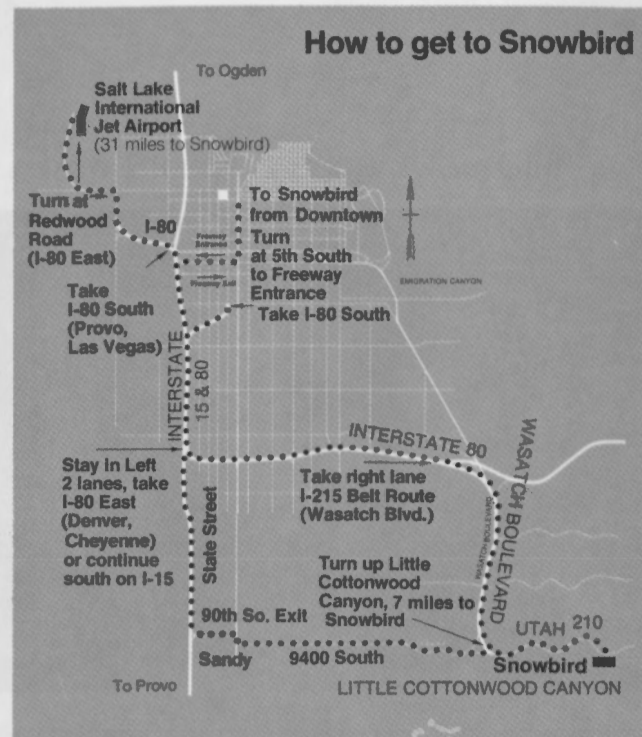 How to get to Snowbird
To Ogden
Salt Lake
International
Jet Airport
(31 miles to Snowbird)
Turn at
Redwood
Road
(I-80 East)
I-80
Freeway
Entrance
Freeway Exit
To Snowbird
from Downtown
Turn
at 5th South
to Freeway
Entrance
Take I-80 South
EMIGRATION CANYON
Take
I-80 South
(Provo,
Las Vegas)
INTERSTATE
15 & 80
INTERSTATE 80
WASATCH BOULEVARD
Stay in Left
2 lanes, take
I-80 East
(Denver,
Cheyenne)
or continue
south on I-15
State Street
Take right lane
I-215 Belt Route
(Wasatch Blvd.)
WASATCH BOULEVARD
Turn up Little
Cottonwood
Canyon, 7 miles to
Snowbird
90th So. Exit
Sandy
9400 South
UTAH 210
Snowbird
To Provo
LITTLE COTTONWOOD CANYON